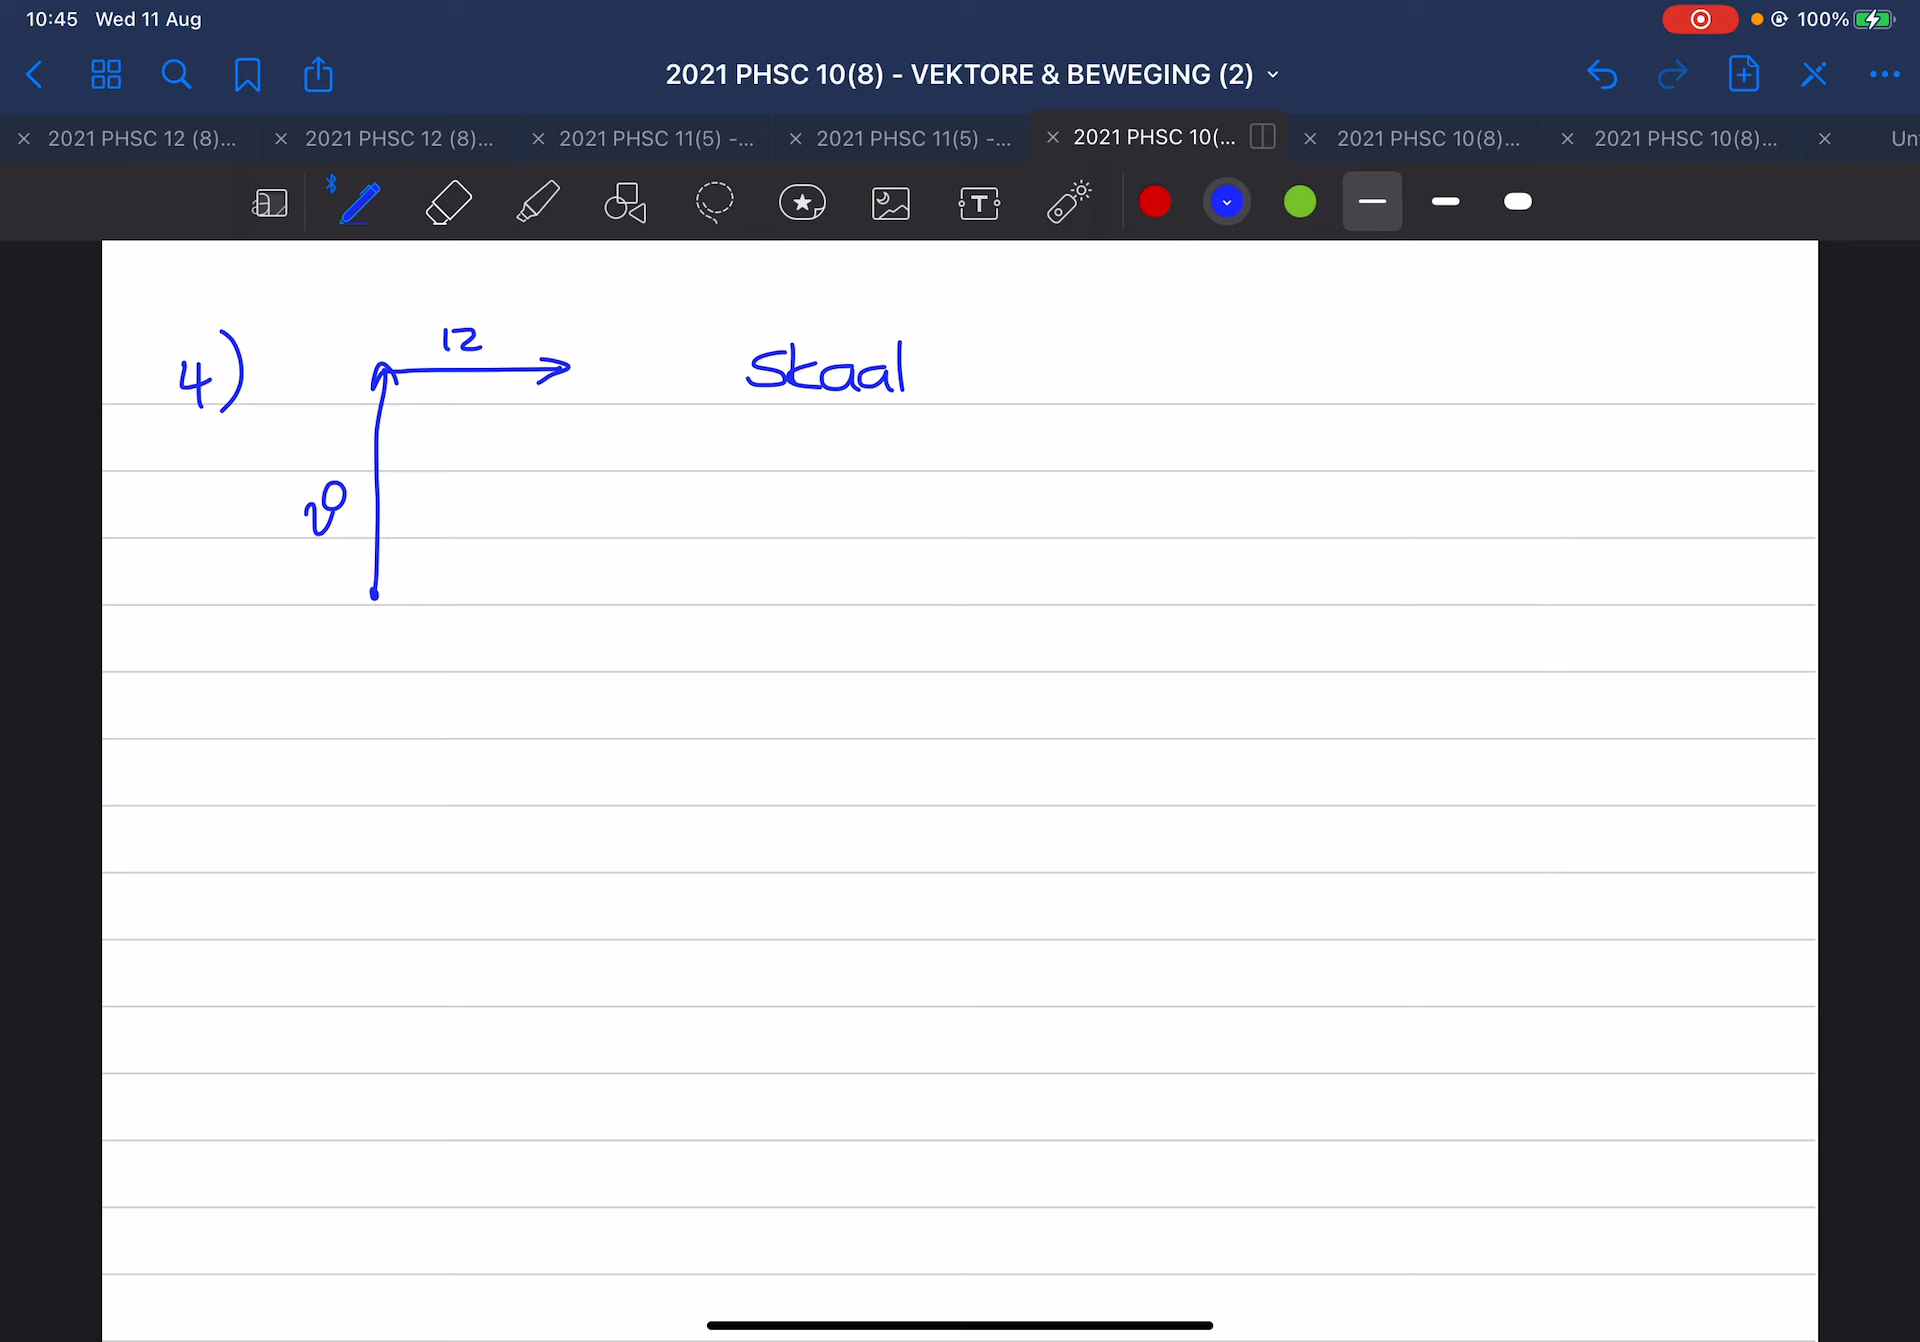 10:45 Wed 11 Aug 100%
2021 PHSC 10(8) - VEKTORE & BEWEGING (2)
2021 PHSC 12 (8)... 2021 PHSC 12 (8)... 2021 PHSC 11(5) -... 2021 PHSC 11(5) -... 2021 PHSC 10(... 2021 PHSC 10(8)... 2021 PHSC 10(8)... Un
T
4) 12 Skaal